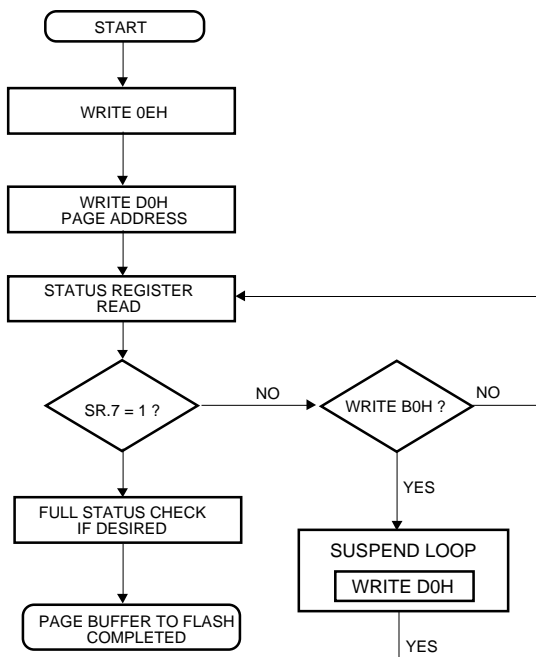 START
WRITE 0EH
WRITE D0H
PAGE ADDRESS
STATUS REGISTER
READ
SR.7 = 1 ?
NO
WRITE B0H ?
NO
YES
FULL STATUS CHECK
IF DESIRED
SUSPEND LOOP
WRITE D0H
PAGE BUFFER TO FLASH
COMPLETED
YES